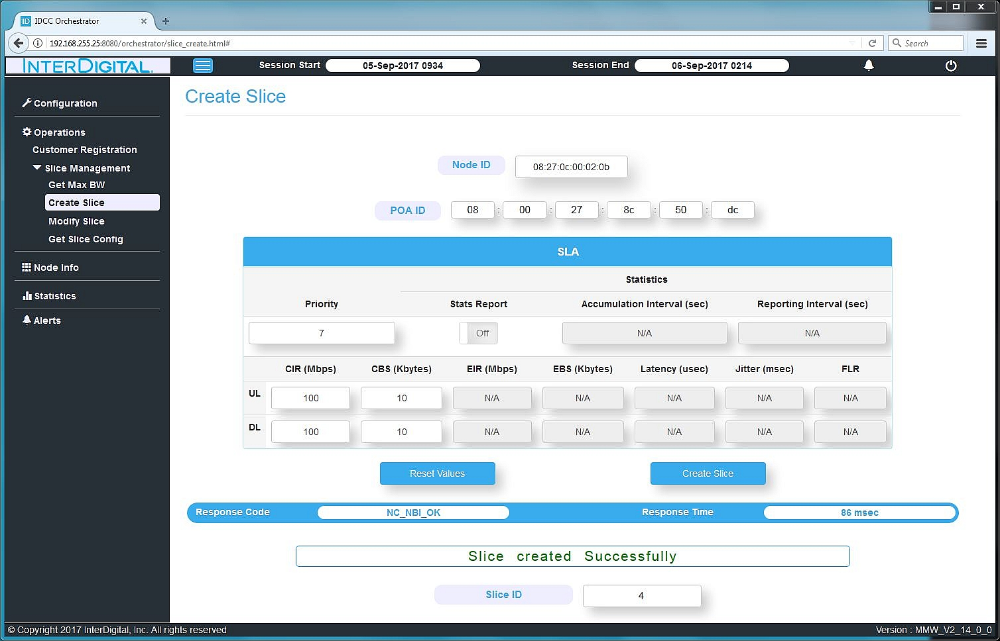 IDCC Orchestrator
192.168.255.25:8080/orchestrator/slice_create.html#
Search
INTERDIGITAL.
Session Start 05-Sep-2017 0934 Session End 06-Sep-2017 0214
Configuration
Operations
Customer Registration
Slice Management
Get Max BW
Create Slice
Modify Slice
Get Slice Config
Node Info
Statistics
Alerts
Create Slice
Node ID 08:27:0c:00:02:0b
POA ID 08 : 00 : 27 : 8c : 50 : dc
SLA
Statistics
Priority Stats Report Accumulation Interval (sec) Reporting Interval (sec)
7 Off N/A N/A
CIR (Mbps) CBS (Kbytes) EIR (Mbps) EBS (Kbytes) Latency (usec) Jitter (msec) FLR
UL 100 10 N/A N/A N/A N/A N/A
DL 100 10 N/A N/A N/A N/A N/A
Reset Values Create Slice
Response Code NC_NBI_OK Response Time 86 msec
Slice created Successfully
Slice ID 4
© Copyright 2017 InterDigital, Inc. All rights reserved Version : MMW_V2_14_0_0